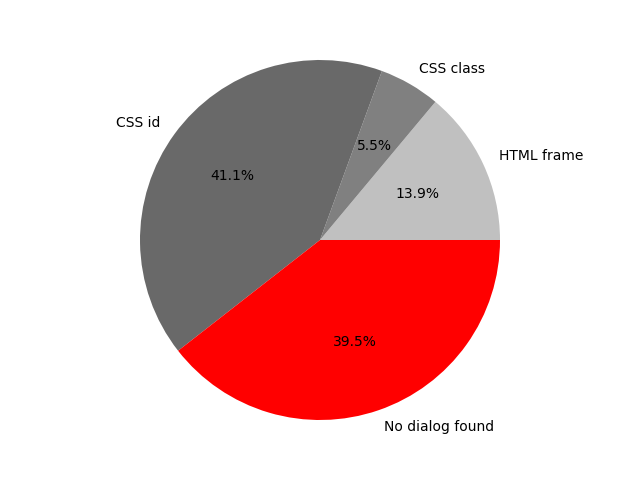 CSS class
CSS id
5.5%
HTML frame
41.1%
13.9%
39.5%
No dialog found